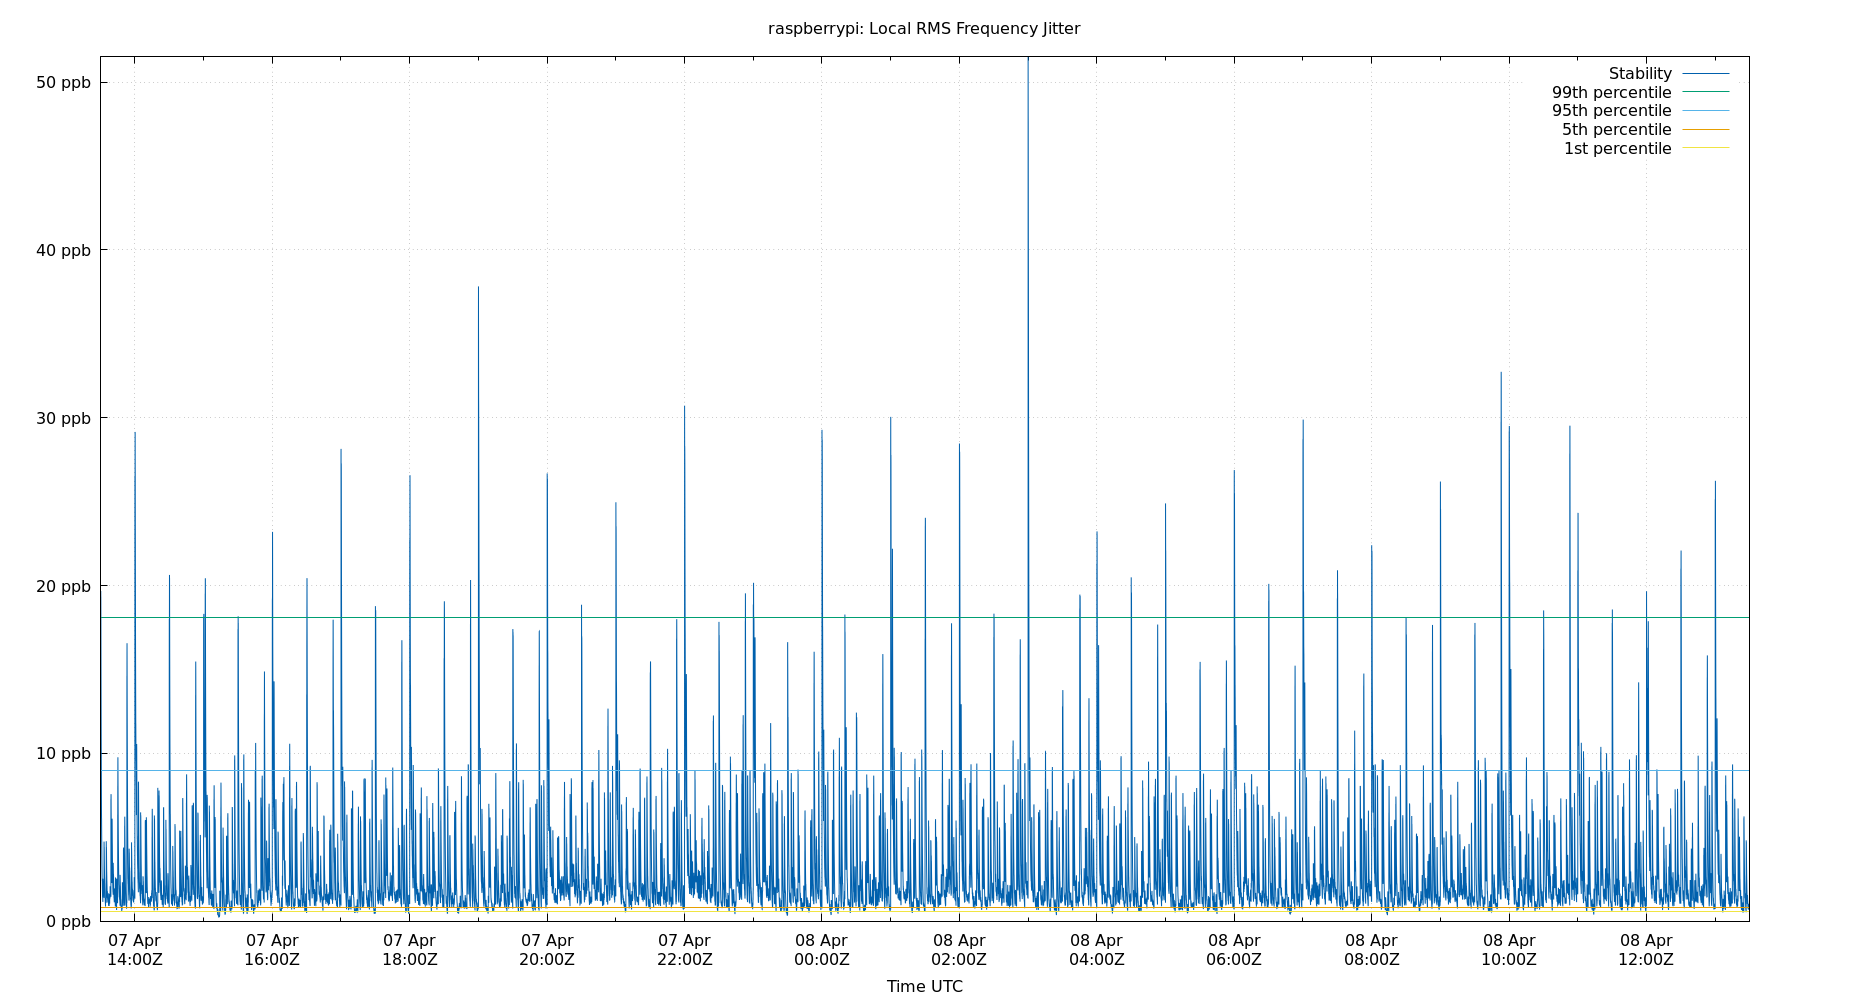 raspberrypi: Local RMS Frequency Jitter
Stability
99th percentile
95th percentile
5th percentile
1st percentile
50 ppb
40 ppb
30 ppb
20 ppb
10 ppb
0 ppb
07 Apr 07 Apr 07 Apr 07 Apr 07 Apr 08 Apr 08 Apr 08 Apr 08 Apr 08 Apr 08 Apr 08 Apr
14:00Z 16:00Z 18:00Z 20:00Z 22:00Z 00:00Z 02:00Z 04:00Z 06:00Z 08:00Z 10:00Z 12:00Z
Time UTC